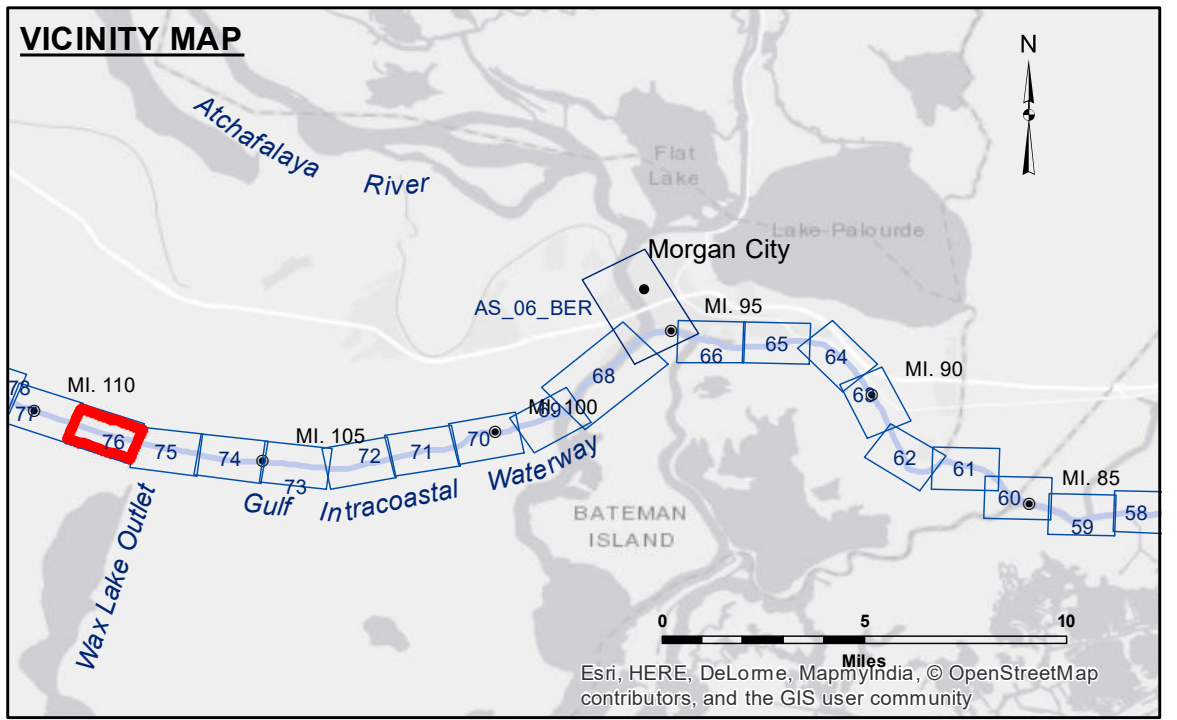 VICINITY MAP
N
Atchafalaya
River
Flat
Lake
Lake Palourde
Morgan City
AS_06_BER
MI. 95
66
65
64
MI. 90
63
68
MI. 110
78
77
76
75
74
73
MI. 105
72
71
70
69
MI. 100
62
61
60
MI. 85
59
58
Gulf
Intracoastal
Waterway
Wax Lake Outlet
BATEMAN
ISLAND
0 5 10
Miles
Esri, HERE, DeLorme, MapmyIndia, © OpenStreetMap
contributors, and the GIS user community